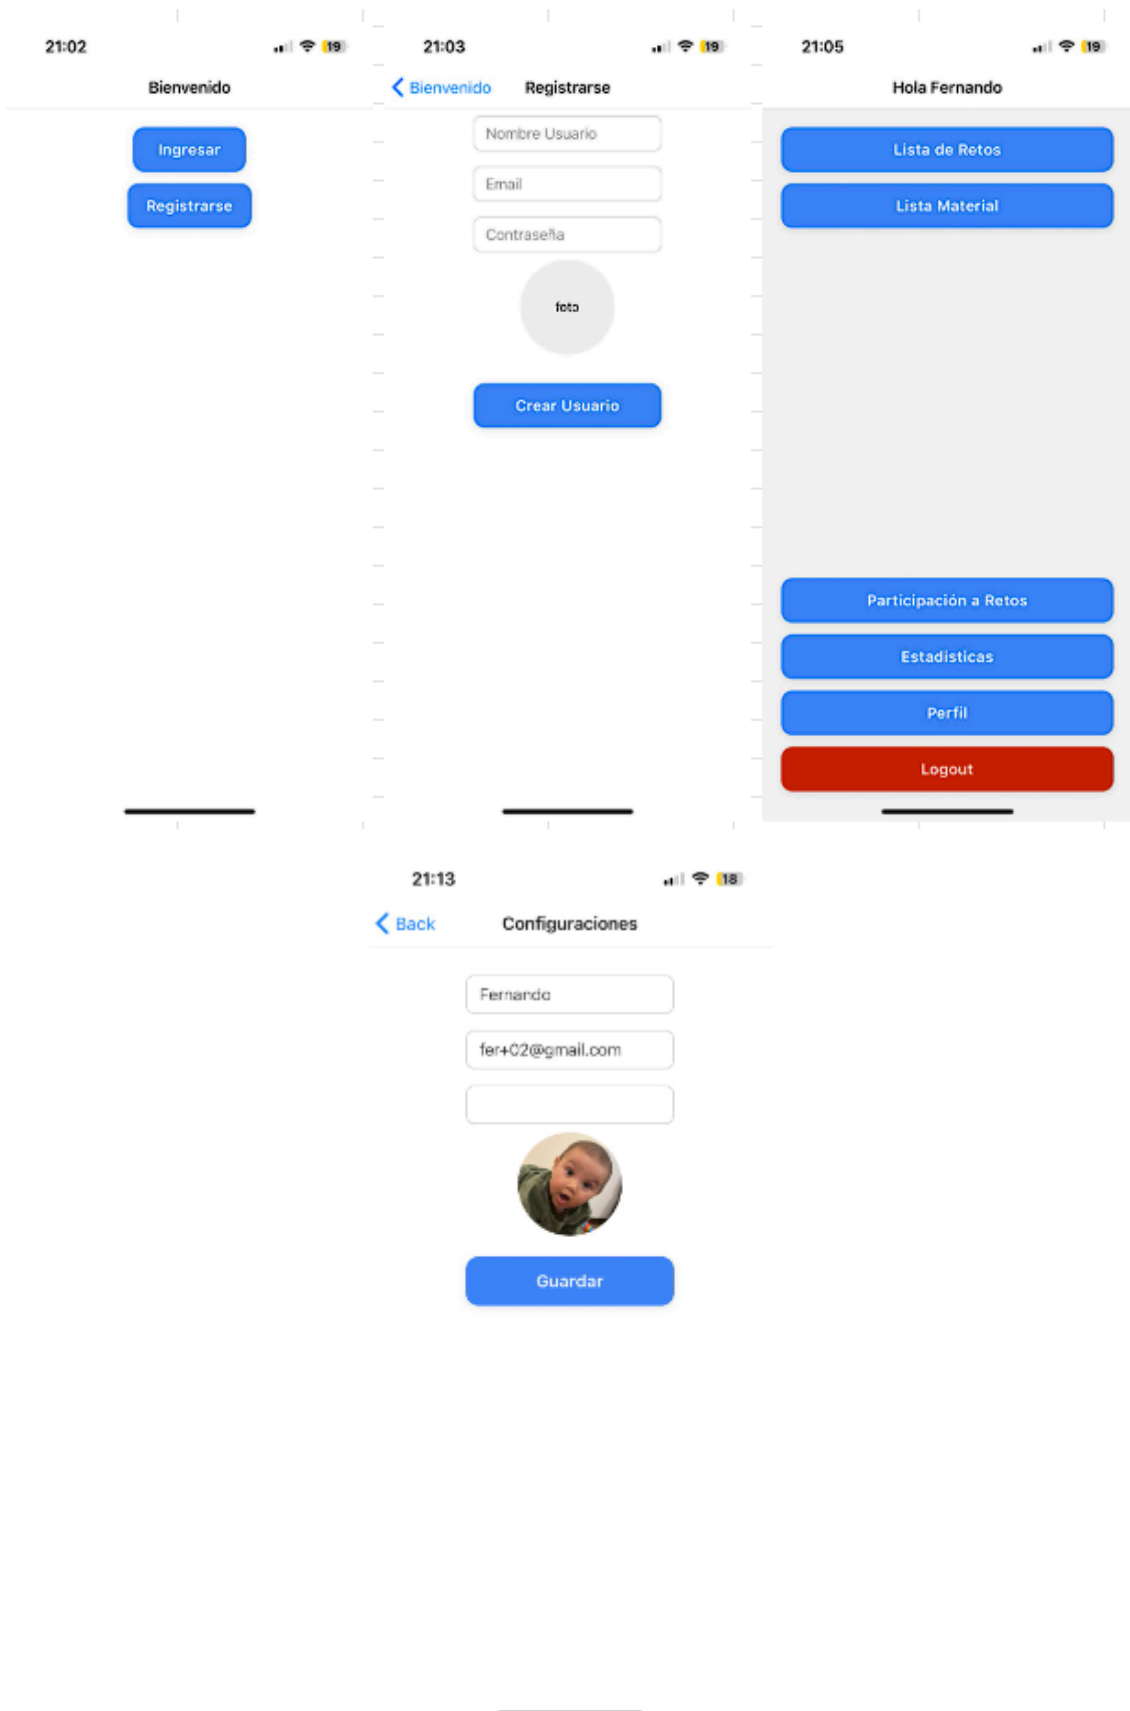 21:02
19
Bienvenido
Ingresar
Registrarse
21:03
19
Bienvenido
Registrarse
Nombre Usuario
Email
Contraseña
foto
Crear Usuario
21:05
19
Hola Fernando
Lista de Retos
Lista Material
Participación a Retos
Estadisticas
Perfil
Logout
21:13
18
Back
Configuraciones
Fernando
fer+02@gmail.com
Guardar